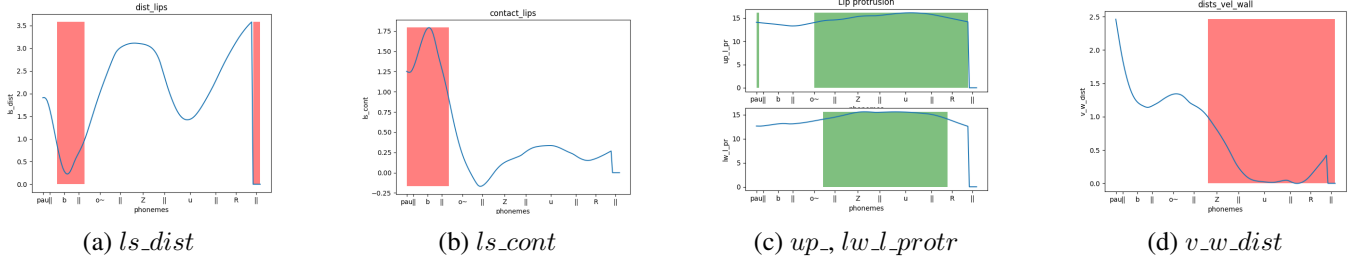 dist_lips
ls_dist
3.5
3.0
2.5
2.0
1.5
1.0
0.5
0.0
pau|| b || o~ || Z || u || R ||
phonemes
(a) ls_dist
contact_lips
ls_cont
1.75
1.50
1.25
1.00
0.75
0.50
0.25
0.00
−0.25
pau|| b || o~ || Z || u || R ||
phonemes
(b) ls_cont
Lip protrusion
up_l_pr
15
10
5
0
pau|| b || o~ || Z || u || R ||
phonemes
lw_l_pr
15
10
5
0
pau|| b || o~ || Z || u || R ||
phonemes
(c) up_, lw_l_protr
dists_vel_wall
v_w_dist
2.5
2.0
1.5
1.0
0.5
0.0
pau|| b || o~ || Z || u || R ||
phonemes
(d) v_w_dist